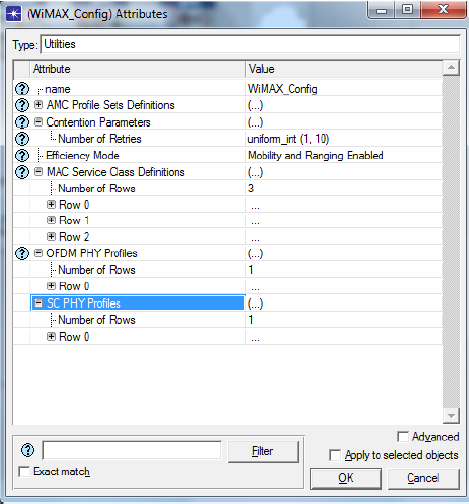 (WiMAX_Config) Attributes
Type: Utilities
Attribute Value
name WiMAX_Config
AMC Profile Sets Definitions (...)
Contention Parameters (...)
Number of Retries uniform_int (1, 10)
Efficiency Mode Mobility and Ranging Enabled
MAC Service Class Definitions (...)
Number of Rows 3
Row 0 ...
Row 1 ...
Row 2 ...
OFDM PHY Profiles (...)
Number of Rows 1
Row 0 ...
SC PHY Profiles (...)
Number of Rows 1
Row 0 ...
Advanced
Filter
Apply to selected objects
Exact match
OK Cancel